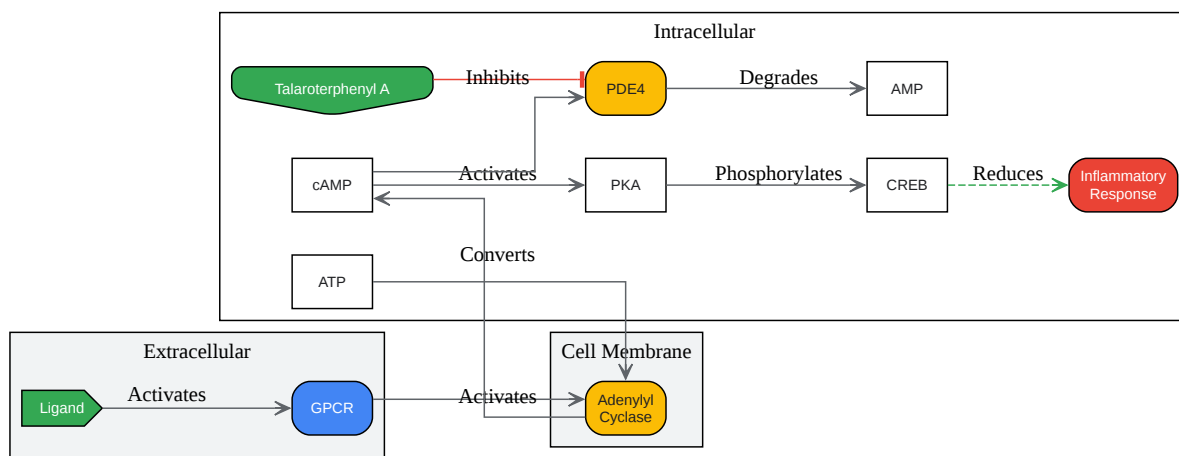 Intracellular
Talaroterphenyl A
Inhibits
PDE4
Degrades
AMP
cAMP
Activates
PKA
Phosphorylates
CREB
Reduces
Inflammatory
Response
Converts
ATP
Extracellular
Cell Membrane
Ligand
Activates
GPCR
Activates
Adenylyl
Cyclase